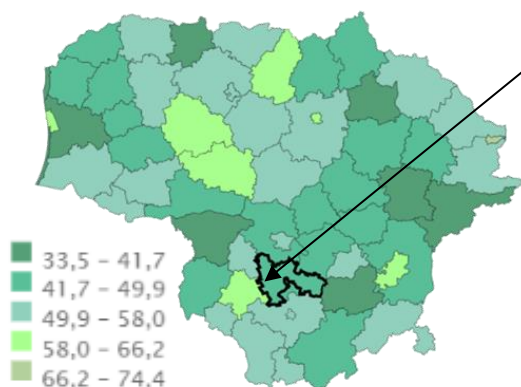 33,5 – 41,7
41,7 – 49,9
49,9 – 58,0
58,0 – 66,2
66,2 – 74,4